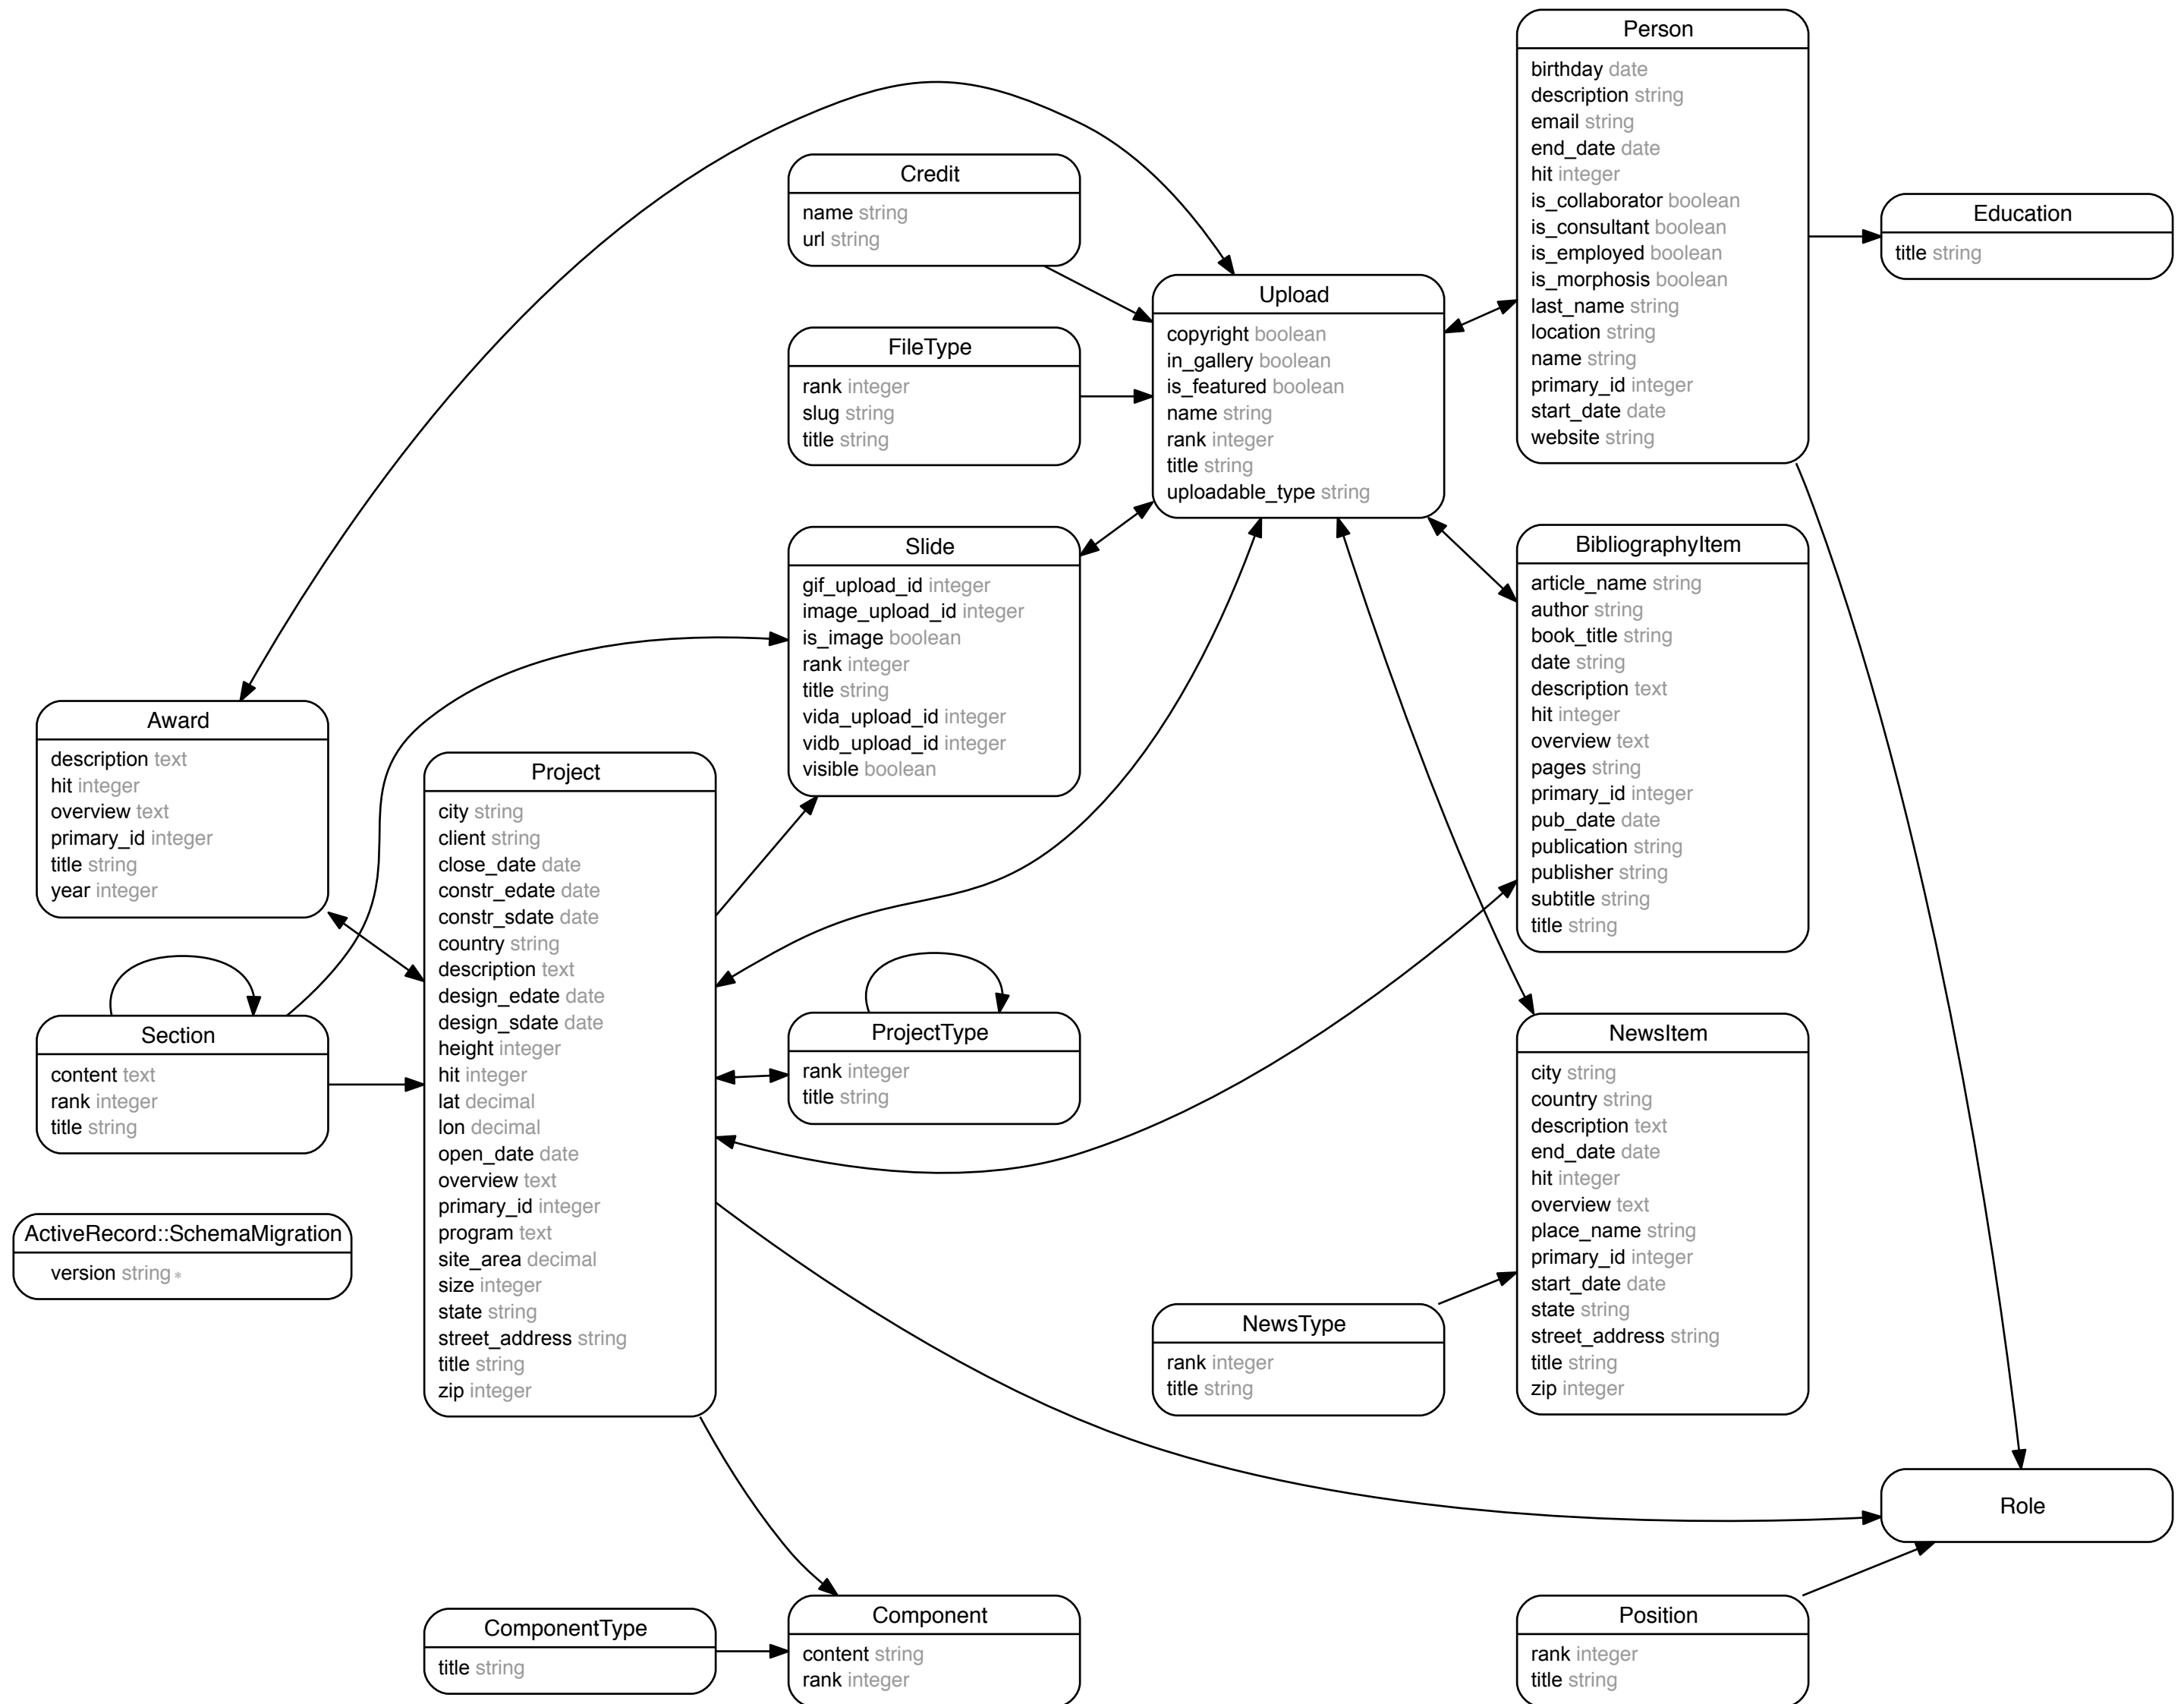 Person
birthday date
description string
email string
end_date date
hit integer
is_collaborator boolean
is_consultant boolean
is_employed boolean
is_morphosis boolean
last_name string
location string
name string
primary_id integer
start_date date
website string
Credit
name string
url string
Education
title string
Upload
copyright boolean
in_gallery boolean
is_featured boolean
name string
rank integer
title string
uploadable_type string
FileType
rank integer
slug string
title string
Slide
gif_upload_id integer
image_upload_id integer
is_image boolean
rank integer
title string
vida_upload_id integer
vidb_upload_id integer
visible boolean
BibliographyItem
article_name string
author string
book_title string
date string
description text
hit integer
overview text
pages string
primary_id integer
pub_date date
publication string
publisher string
subtitle string
title string
Award
description text
hit integer
overview text
primary_id integer
title string
year integer
Project
city string
client string
close_date date
constr_edate date
constr_sdate date
country string
description text
design_edate date
design_sdate date
height integer
hit integer
lat decimal
lon decimal
open_date date
overview text
primary_id integer
program text
site_area decimal
size integer
state string
street_address string
title string
zip integer
Section
content text
rank integer
title string
ProjectType
rank integer
title string
NewsItem
city string
country string
description text
end_date date
hit integer
overview text
place_name string
primary_id integer
start_date date
state string
street_address string
title string
zip integer
ActiveRecord::SchemaMigration
version string *
NewsType
rank integer
title string
Role
ComponentType
title string
Component
content string
rank integer
Position
rank integer
title string